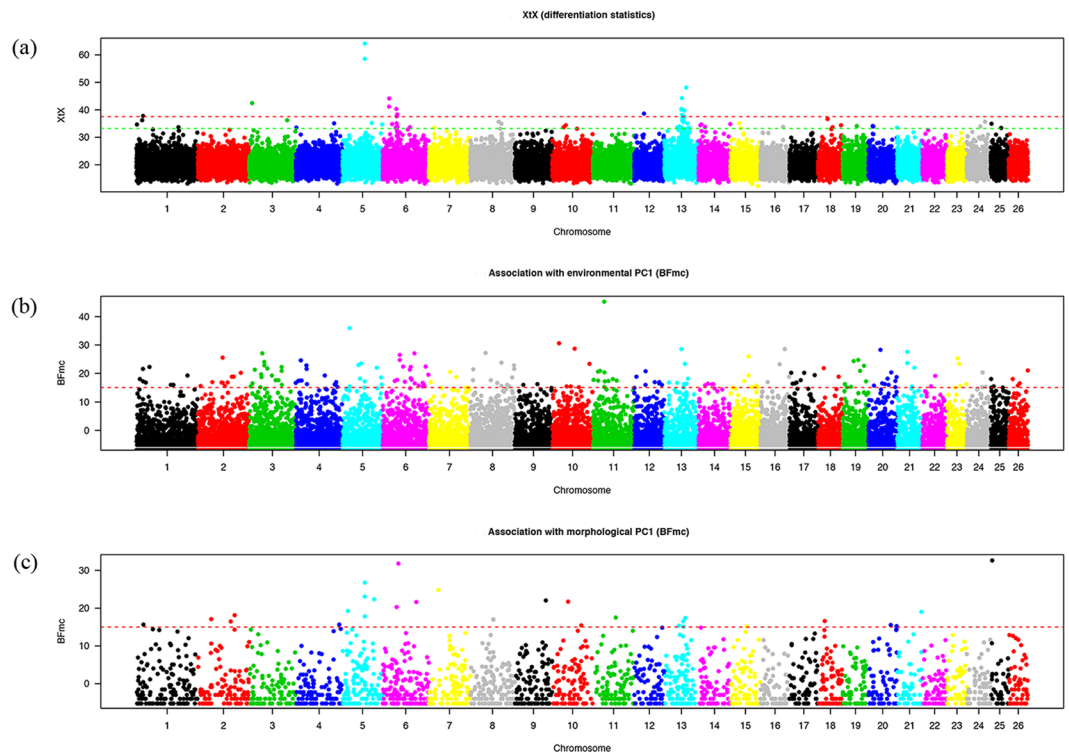 XtX (differentiation statistics)
(a)
XtX
60
50
40
30
20
1 2 3 4 5 6 7 8 9 10 11 12 13 14 15 16 17 18 19 20 21 22 23 24 25 26
Chromosome
Association with environmental PC1 (BFmc)
(b)
BFmc
40
30
20
10
0
1 2 3 4 5 6 7 8 9 10 11 12 13 14 15 16 17 18 19 20 21 22 23 24 25 26
Chromosome
Association with morphological PC1 (BFmc)
(c)
BFmc
30
20
10
0
1 2 3 4 5 6 7 8 9 10 11 12 13 14 15 16 17 18 19 20 21 22 23 24 25 26
Chromosome